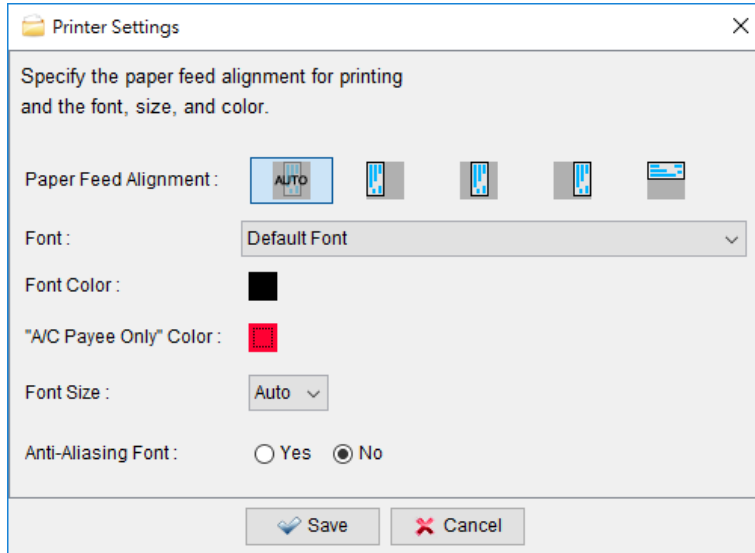 Printer Settings
Specify the paper feed alignment for printing
and the font, size, and color.
Paper Feed Alignment :
AUTO
Font :
Default Font
Font Color :
"A/C Payee Only" Color :
Font Size :
Auto
Anti-Aliasing Font :
Yes
No
Save
Cancel